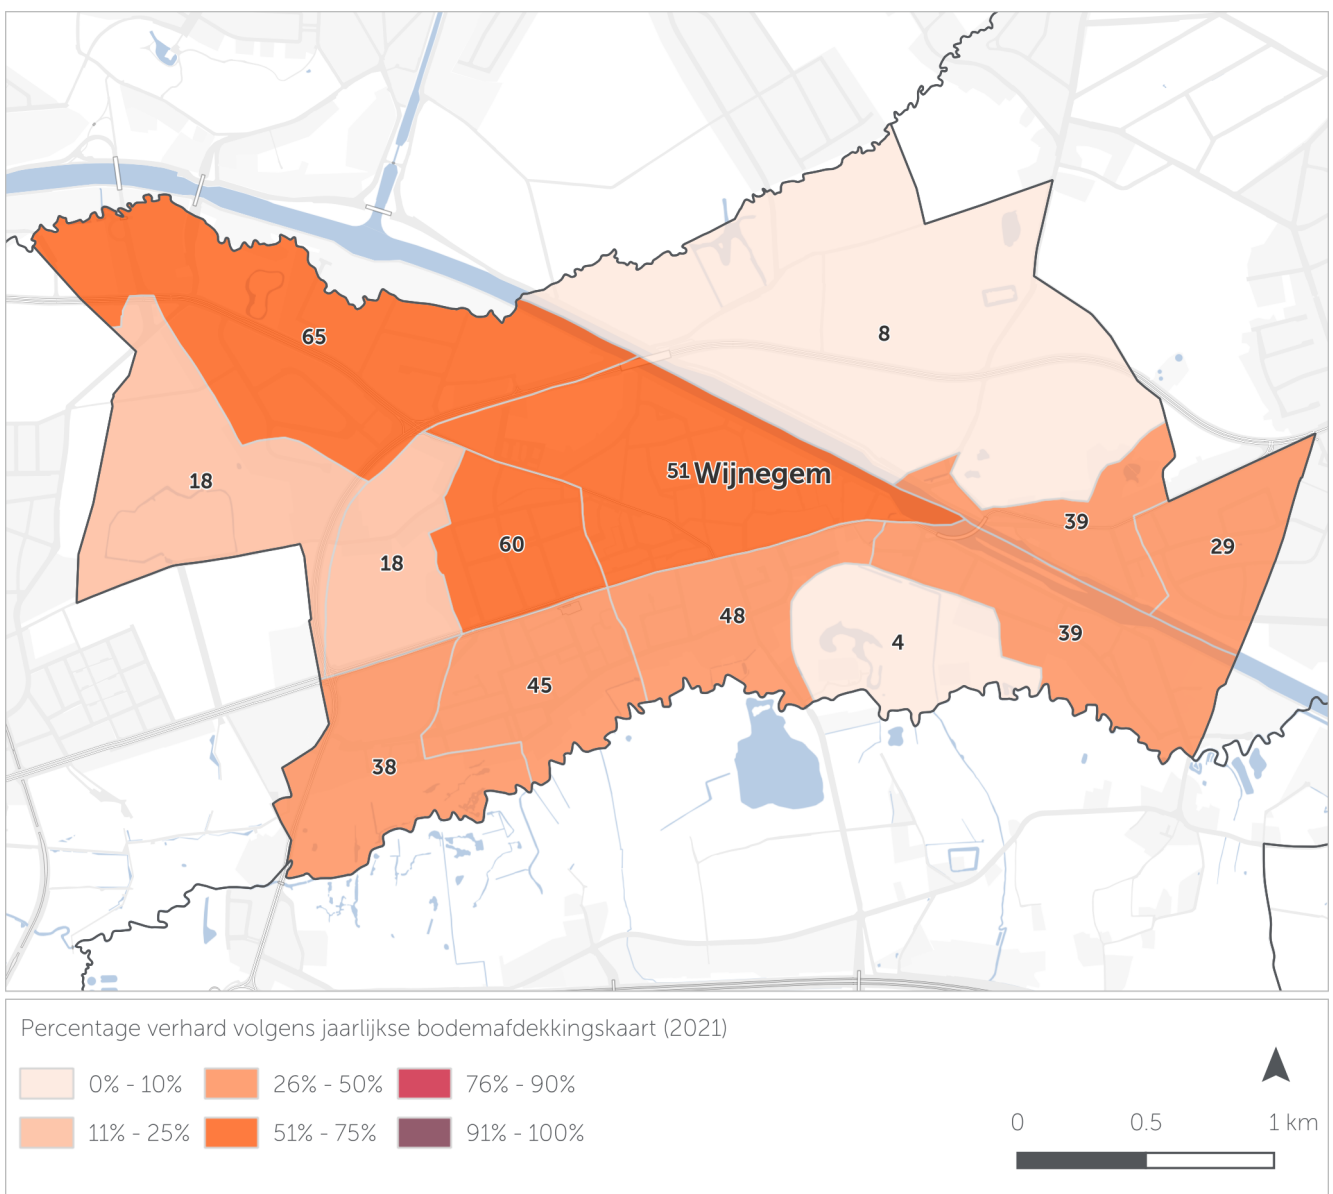 8
65
51 Wijnegem
18
39
60
29
18
48
39
4
45
38
Percentage verhard volgens jaarlijkse bodemafdekkingskaart (2021)
0% - 10% 26% - 50% 76% - 90%
11% - 25% 51% - 75% 91% - 100%
0 0.5 1 km